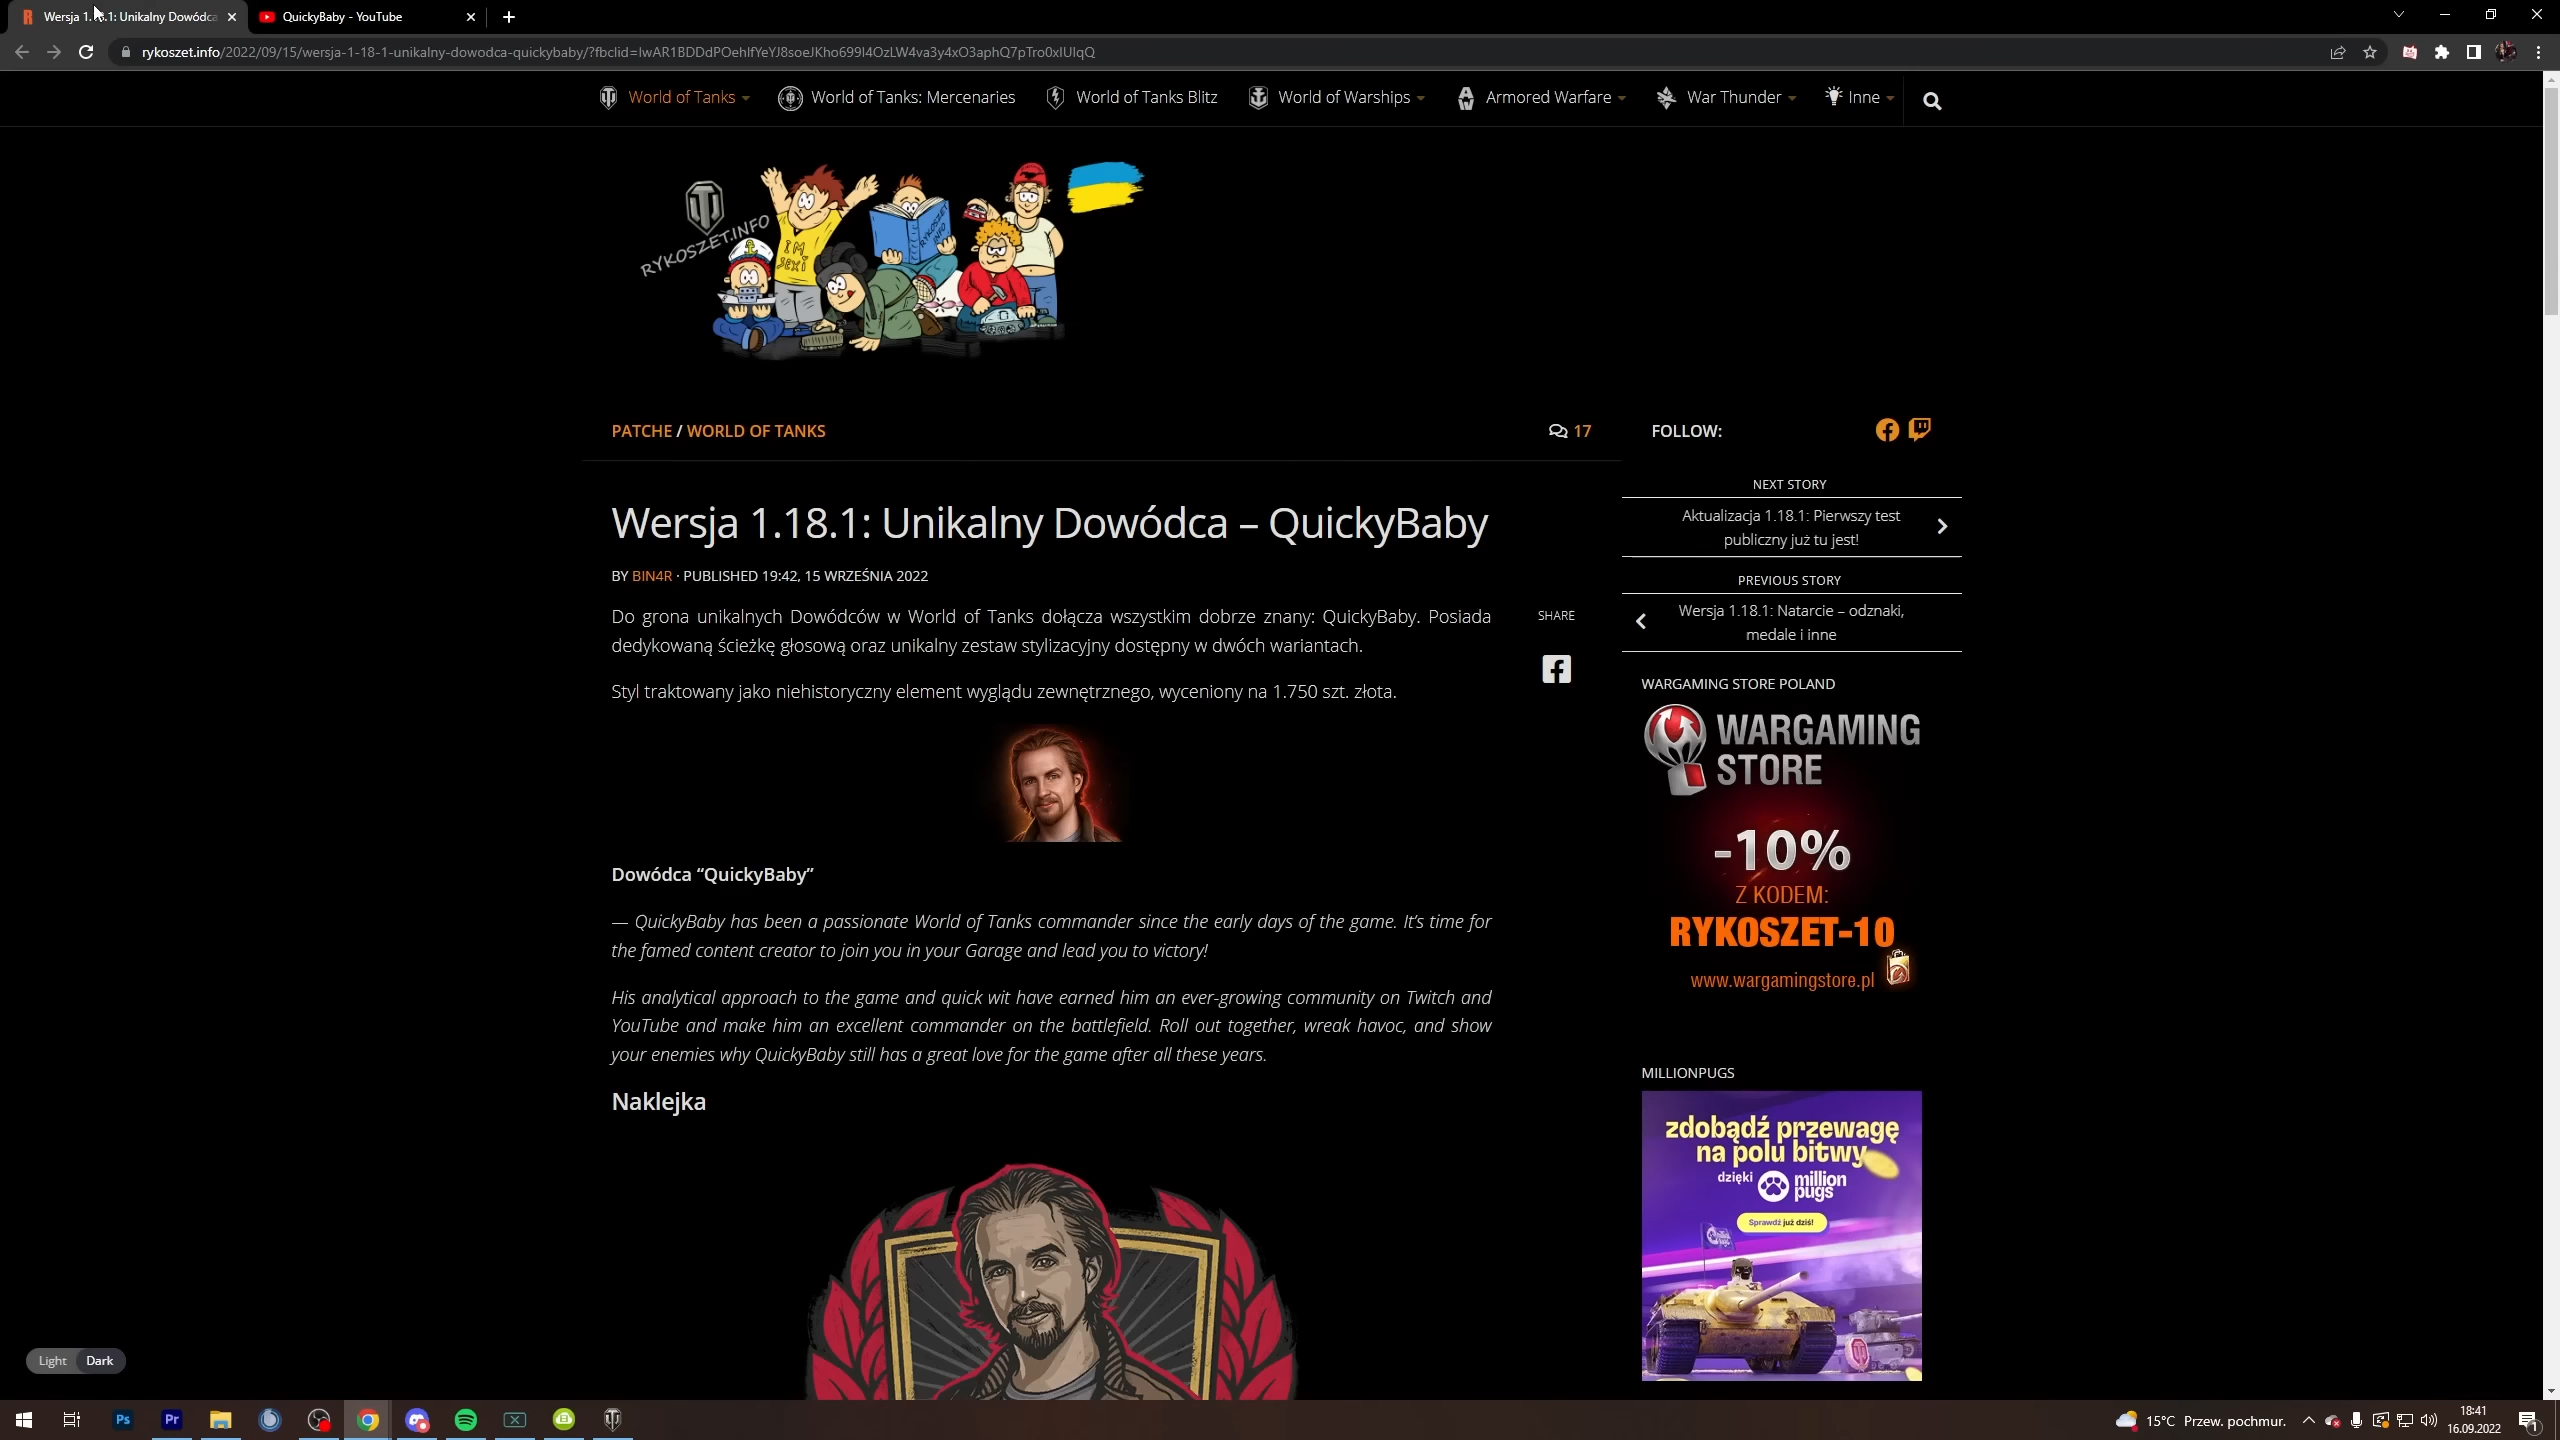 Wersja 1.18.1: Unikalny Dowódca
QuickyBaby - YouTube
rykoszet.info/2022/09/15/wersja-1-18-1-unikalny-dowodca-quickybaby/?fbclid=
World of Tanks
World of Tanks: Mercenaries
World of Tanks Blitz
World of Warships
Armored Warfare
War Thunder
Inne
RYKOSZET.INFO
I'M
SEXI
RYKOSZET
INFO
PATCHE / WORLD OF TANKS
17
FOLLOW:
NEXT STORY
Aktualizacja 1.18.1: Pierwszy test
publiczny już tu jest!
PREVIOUS STORY
Wersja 1.18.1: Natarcie – odznaki,
medale i inne
Wersja 1.18.1: Unikalny Dowódca – QuickyBaby
BY BIN4R · PUBLISHED 19:42, 15 WRZEŚNIA 2022
Do grona unikalnych Dowódców w World of Tanks dołącza wszystkim dobrze znany: QuickyBaby. Posiada
dedykowaną ścieżkę głosową oraz unikalny zestaw stylizacyjny dostępny w dwóch wariantach.
Styl traktowany jako niehistoryczny element wyglądu zewnętrznego, wyceniony na 1.750 szt. złota.
SHARE
Dowódca “QuickyBaby”
— QuickyBaby has been a passionate World of Tanks commander since the early days of the game. It’s time for
the famed content creator to join you in your Garage and lead you to victory!
His analytical approach to the game and quick wit have earned him an ever-growing community on Twitch and
YouTube and make him an excellent commander on the battlefield. Roll out together, wreak havoc, and show
your enemies why QuickyBaby still has a great love for the game after all these years.
Naklejka
WARGAMING STORE POLAND
WARGAMING
STORE
-10%
Z KODEM:
RYKOSZET-10
www.wargamingstore.pl
MILLIONPUGS
zdobądź przewagę
na polu bitwy
dzięki
million
pugs
Sprawdź już dziś!
Light
Dark
Ps
Pr
15°C Przew. pochmur.
18:41
16.09.2022
1